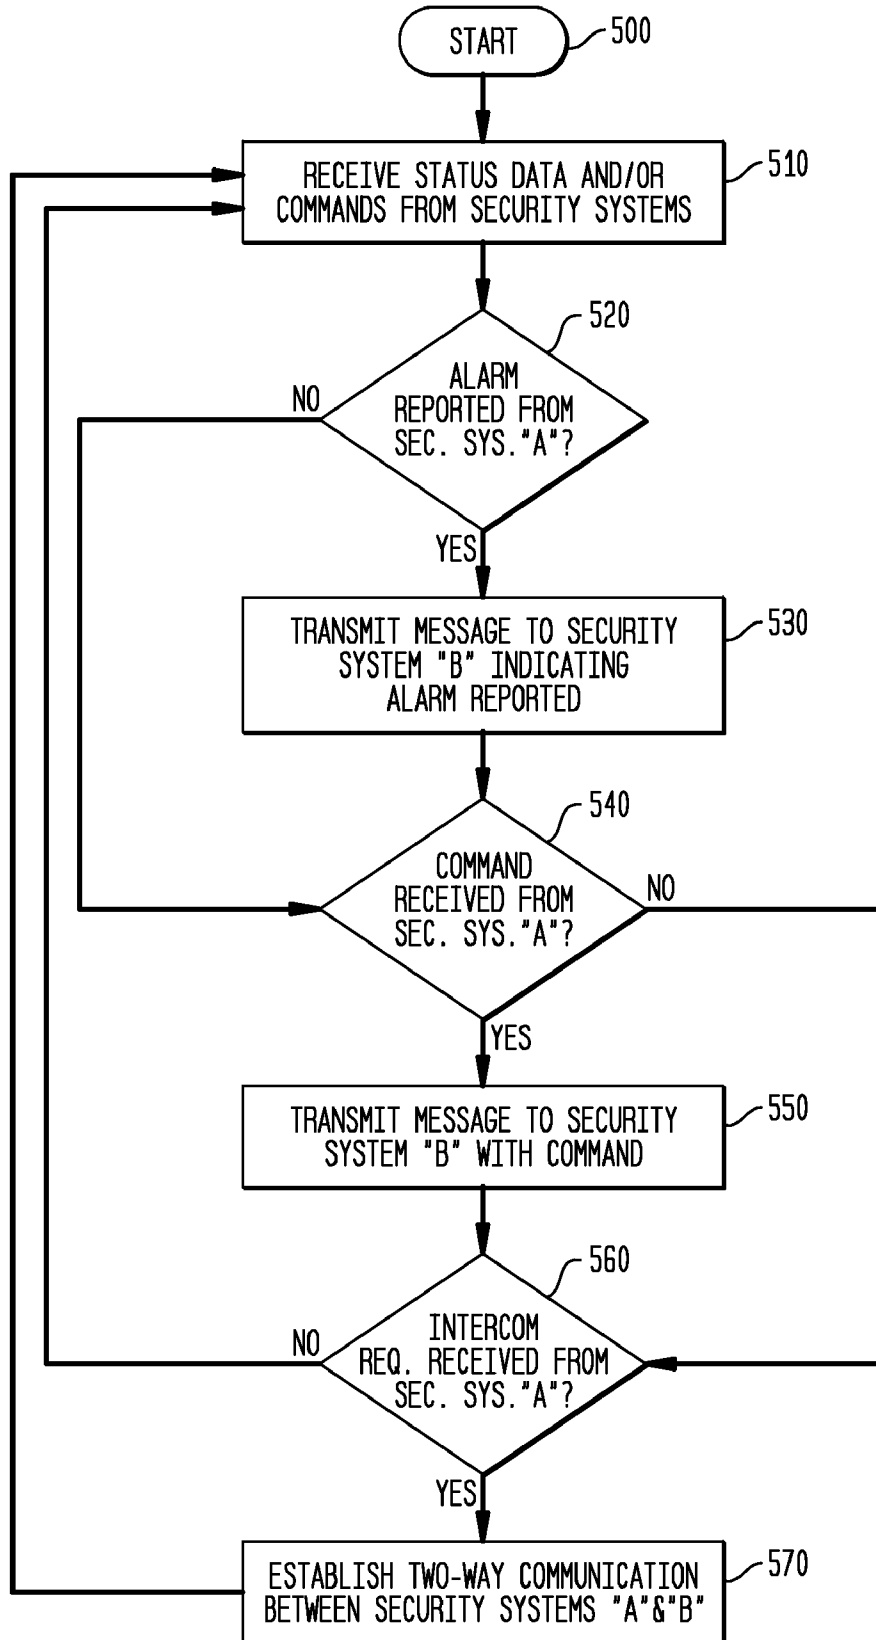 START
500
RECEIVE STATUS DATA AND/OR
COMMANDS FROM SECURITY SYSTEMS
510
520
ALARM
REPORTED FROM
SEC. SYS."A"?
NO
YES
TRANSMIT MESSAGE TO SECURITY
SYSTEM "B" INDICATING
ALARM REPORTED
530
540
COMMAND
RECEIVED FROM
SEC. SYS."A"?
NO
YES
TRANSMIT MESSAGE TO SECURITY
SYSTEM "B" WITH COMMAND
550
560
INTERCOM
REQ. RECEIVED FROM
SEC. SYS."A"?
NO
YES
ESTABLISH TWO-WAY COMMUNICATION
BETWEEN SECURITY SYSTEMS "A"&"B"
570